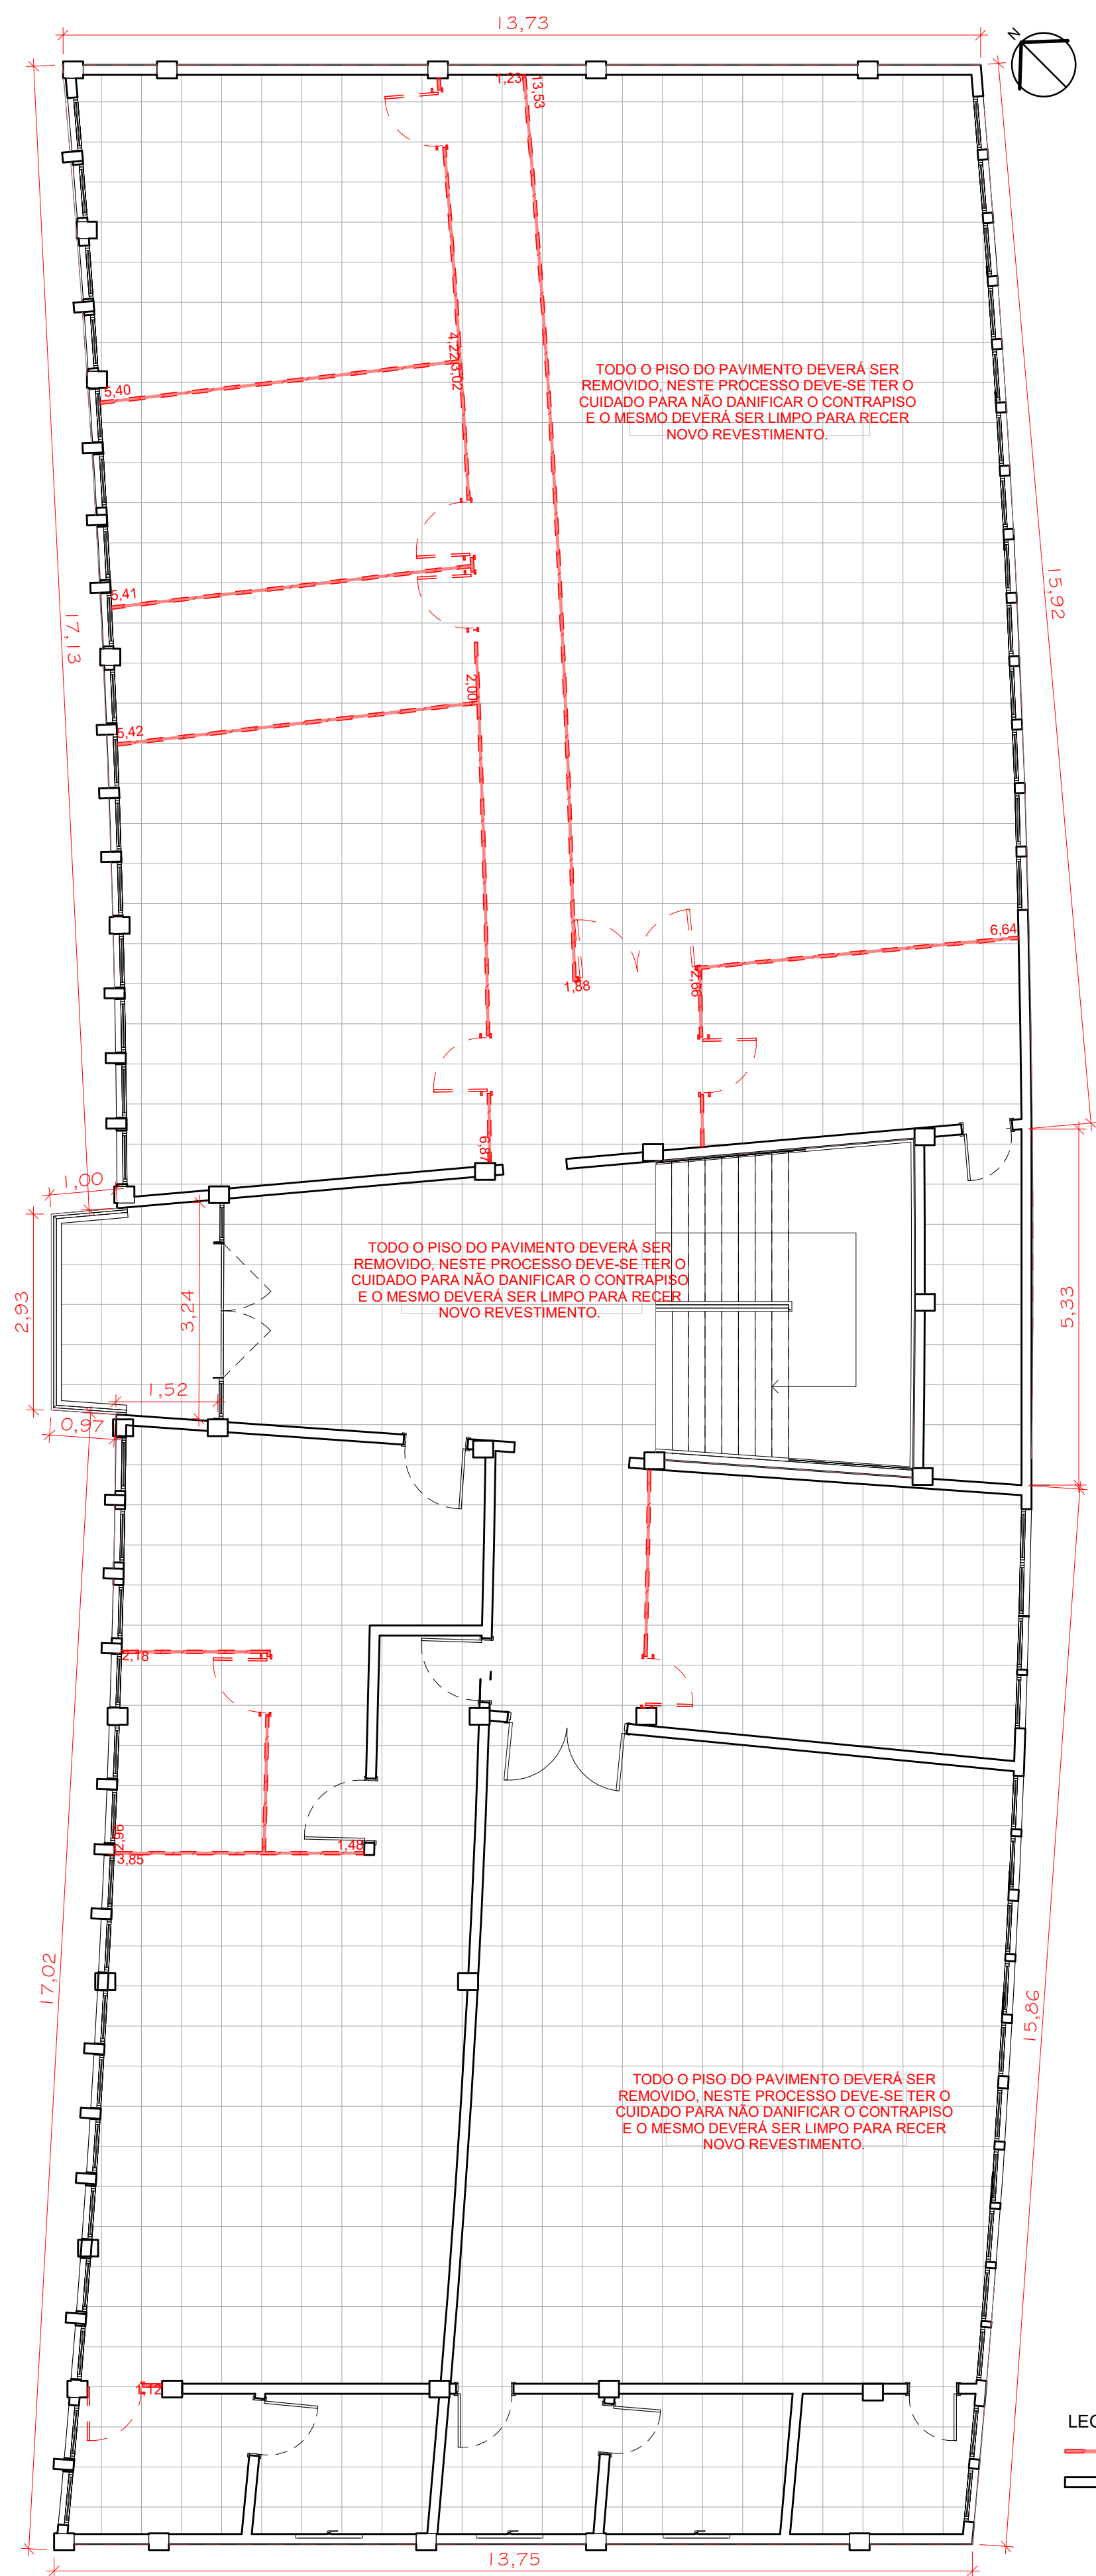 13,73
N
1,23
13,53
4,22
3,02
5,40
TODO O PISO DO PAVIMENTO DEVERÁ SER
REMOVIDO, NESTE PROCESSO DEVE-SE TER O
CUIDADO PARA NÃO DANIFICAR O CONTRAPISO
E O MESMO DEVERÁ SER LIMPO PARA RECER
NOVO REVESTIMENTO.
5,41
15,92
17,13
2,00
5,42
6,64
1,88
2,66
6,87
1,00
TODO O PISO DO PAVIMENTO DEVERÁ SER
REMOVIDO, NESTE PROCESSO DEVE-SE TER O
CUIDADO PARA NÃO DANIFICAR O CONTRAPISO
E O MESMO DEVERÁ SER LIMPO PARA RECER
NOVO REVESTIMENTO.
2,93
3,24
5,33
1,52
0,97
2,18
2,96
1,48
3,85
17,02
15,86
TODO O PISO DO PAVIMENTO DEVERÁ SER
REMOVIDO, NESTE PROCESSO DEVE-SE TER O
CUIDADO PARA NÃO DANIFICAR O CONTRAPISO
E O MESMO DEVERÁ SER LIMPO PARA RECER
NOVO REVESTIMENTO.
1,12
13,75